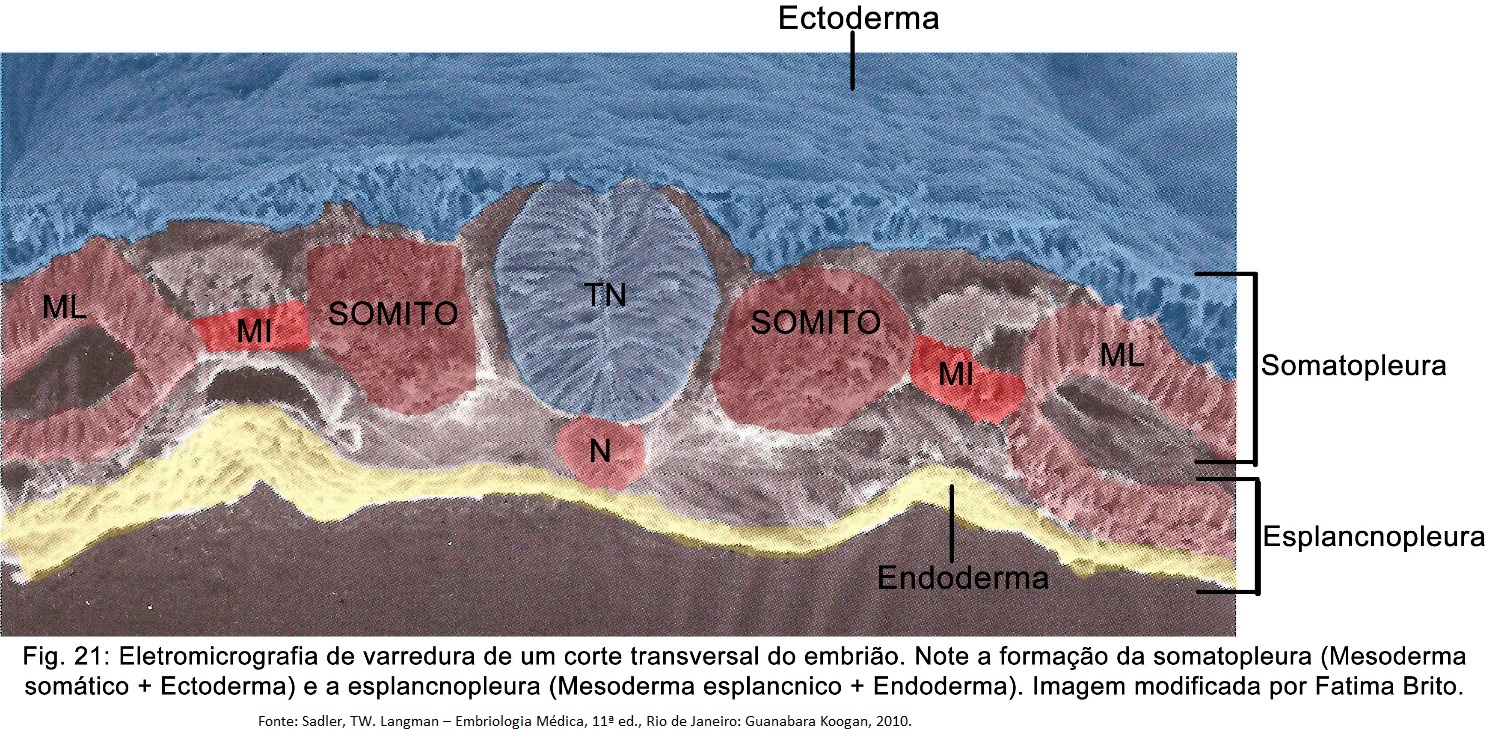 Ectoderma
TN
ML
SOMITO
SOMITO
MI
ML
Somatopleura
MI
N
Esplancnopleura
Endoderma
Fig. 21: Eletromicrografia de varredura de um corte transversal do embrião. Note a formação da somatopleura (Mesoderma
somático + Ectoderma) e a esplancnopleura (Mesoderma esplancnico + Endoderma). Imagem modificada por Fatima Brito.
Fonte: Sadler, TW. Langman – Embriologia Médica, 11ª ed., Rio de Janeiro: Guanabara Koogan, 2010.